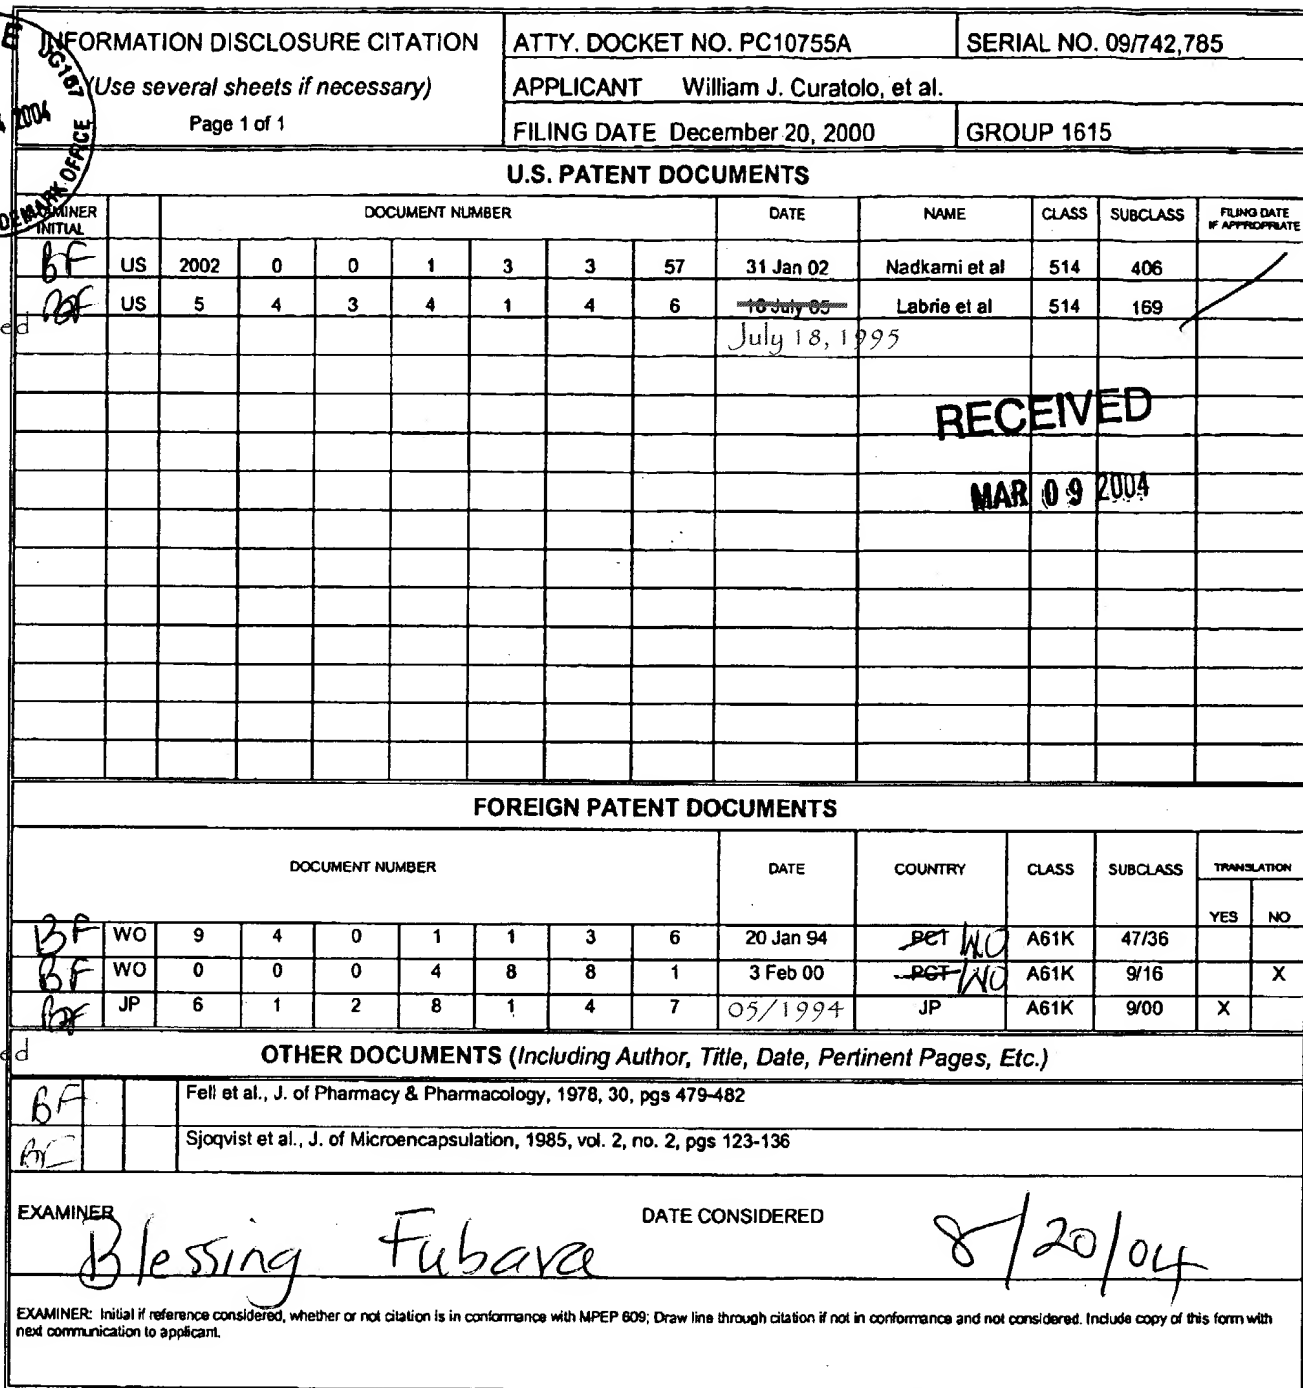 INFORMATION DISCLOSURE CITATION
(Use several sheets if necessary)
Page 1 of 1
ATTY. DOCKET NO. PC10755A SERIAL NO. 09/742,785
APPLICANT William J. Curatolo, et al.
FILING DATE December 20, 2000 GROUP 1615
2004
OFFICE
U.S. PATENT DOCUMENTS
EXAMINER INITIAL DOCUMENT NUMBER DATE NAME CLASS SUBCLASS FILING DATE IF APPROPRIATE
BF US 2002 0 0 1 3 3 57 31 Jan 02 Nadkarni et al 514 406
BF US 5 4 3 4 1 4 6 18 July 95 Labrie et al 514 169
ed
July 18, 1995
RECEIVED
MAR 09 2004
FOREIGN PATENT DOCUMENTS
DOCUMENT NUMBER DATE COUNTRY CLASS SUBCLASS TRANSLATION
YES NO
BF WO 9 4 0 1 1 3 6 20 Jan 94 PCT WO A61K 47/36
BF WO 0 0 0 4 8 8 1 3 Feb 00 PCT WO A61K 9/16 X
BF JP 6 1 2 8 1 4 7 05/1994 JP A61K 9/00 X
ed
OTHER DOCUMENTS (Including Author, Title, Date, Pertinent Pages, Etc.)
BF Fell et al., J. of Pharmacy & Pharmacology, 1978, 30, pgs 479-482
BF Sjoqvist et al., J. of Microencapsulation, 1985, vol. 2, no. 2, pgs 123-136
EXAMINER Blessing Fubara DATE CONSIDERED 8/20/04
EXAMINER: Initial if reference considered, whether or not citation is in conformance with MPEP 609; Draw line through citation if not in conformance and not considered. Include copy of this form with
next communication to applicant.